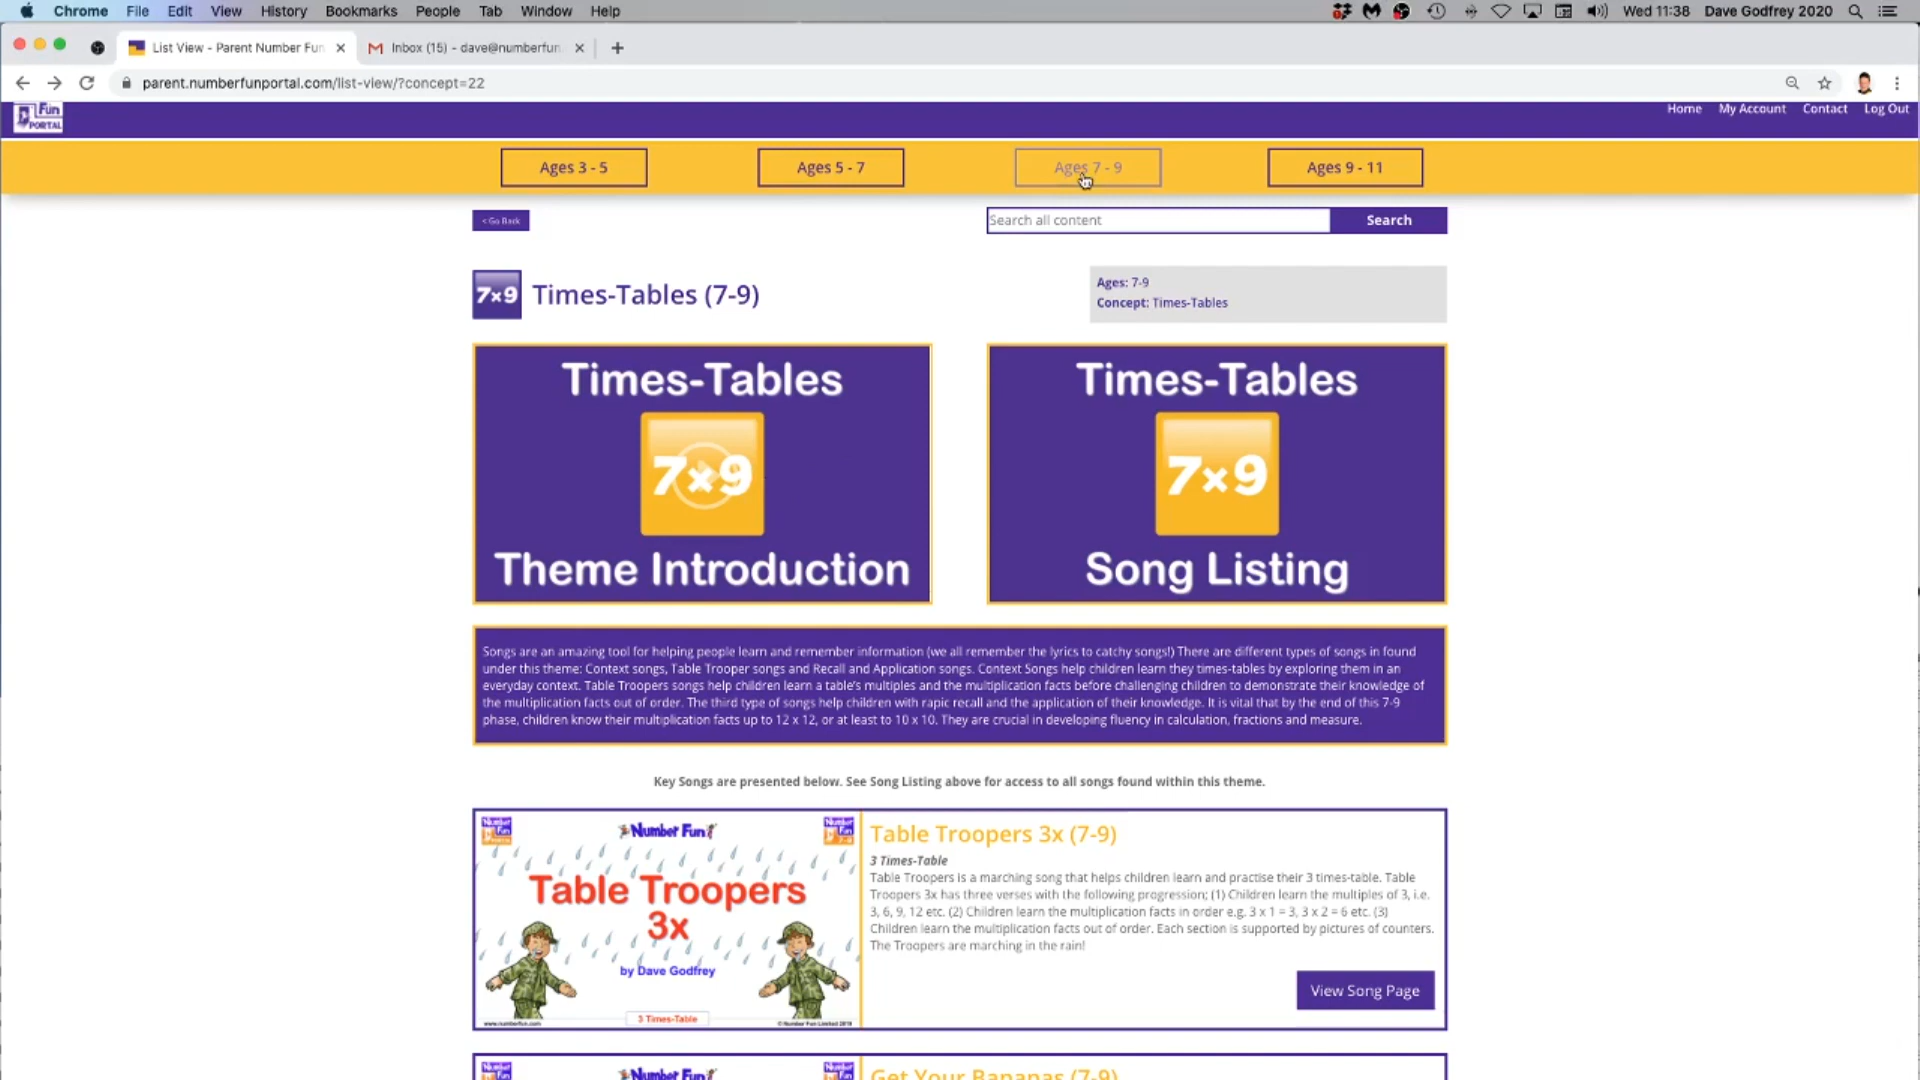 Chrome File Edit View History Bookmarks People Tab Window Help Wed 11:38 Dave Godfrey 2020
List View - Parent Number Fun Inbox (15) - dave@numberfun
parent.numberfunportal.com/list-view/?concept=22
Fun PORTAL
Home My Account Contact Log Out
Ages 3 - 5 Ages 5 - 7 Ages 7 - 9 Ages 9 - 11
< Go Back Search all content Search
7×9 Times-Tables (7-9)
Ages: 7-9
Concept: Times-Tables
Times-Tables
7×9
Theme Introduction
Times-Tables
7×9
Song Listing
Songs are an amazing tool for helping people learn and remember information (we all remember the lyrics to catchy songs!) There are different types of songs in found
under this theme: Context songs, Table Trooper songs and Recall and Application songs. Context Songs help children learn they times-tables by exploring them in an
everyday context. Table Troopers songs help children learn a table's multiples and the multiplication facts before challenging children to demonstrate their knowledge of
the multiplication facts out of order. The third type of songs help children with rapic recall and the application of their knowledge. It is vital that by the end of this 7-9
phase, children know their multiplication facts up to 12 x 12, or at least to 10 x 10. They are crucial in developing fluency in calculation, fractions and measure.
Key Songs are presented below. See Song Listing above for access to all songs found within this theme.
Number Fun
Table Troopers
3x
by Dave Godfrey
3 Times-Table
www.numberfun.com © Number Fun Limited 2019
Table Troopers 3x (7-9)
3 Times-Table
Table Troopers is a marching song that helps children learn and practise their 3 times-table. Table
Troopers 3x has three verses with the following progression; (1) Children learn the multiples of 3, i.e.
3, 6, 9, 12 etc. (2) Children learn the multiplication facts in order e.g. 3 x 1 = 3, 3 x 2 = 6 etc. (3)
Children learn the multiplication facts out of order. Each section is supported by pictures of counters.
The Troopers are marching in the rain!
View Song Page
Number Fun
Get Your Bananas (7-9)